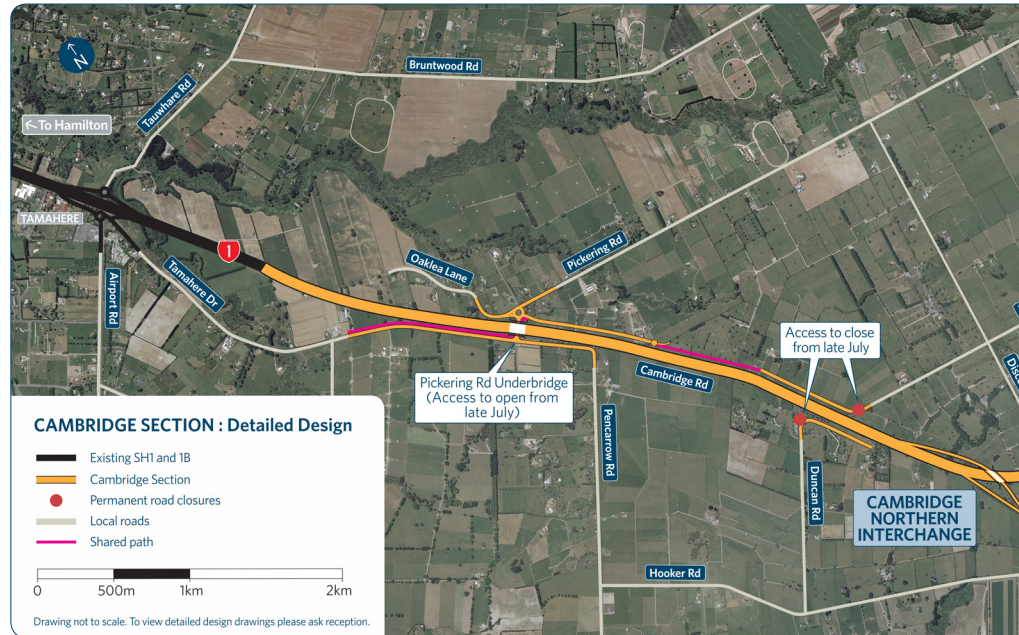 N
Bruntwood Rd
Tauwhare Rd
←To Hamilton
TAMAHERE
1
Airport Rd
Tamahere Dr
Oaklea Lane
Pickering Rd
Access to close
from late July
Pickering Rd Underbridge
(Access to open from
late July)
Cambridge Rd
Pencarrow Rd
Duncan Rd
CAMBRIDGE
NORTHERN
INTERCHANGE
Hooker Rd
CAMBRIDGE SECTION : Detailed Design
Existing SH1 and 1B
Cambridge Section
Permanent road closures
Local roads
Shared path
0 500m 1km 2km
Drawing not to scale. To view detailed design drawings please ask reception.